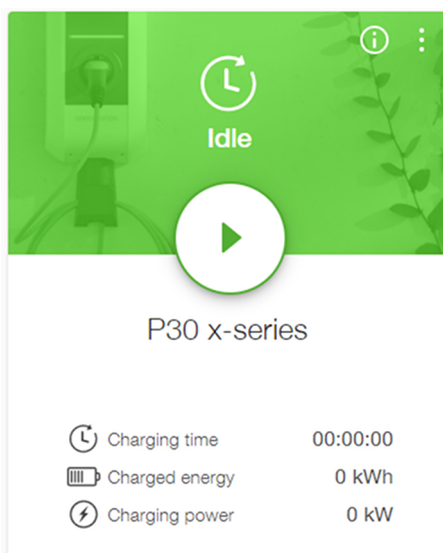 Idle
P30 x-series
Charging time 00:00:00
Charged energy 0 kWh
Charging power 0 kW